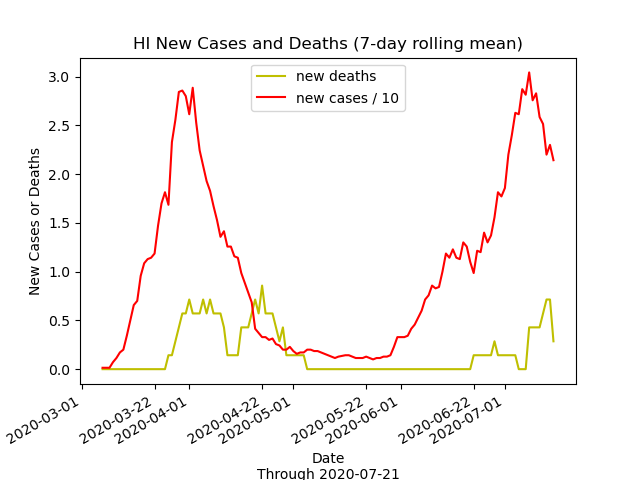 HI New Cases and Deaths (7-day rolling mean)
new deaths
new cases / 10
3.0
2.5
2.0
1.5
1.0
0.5
0.0
New Cases or Deaths
2020-03-01
2020-03-22
2020-04-01
2020-04-22
2020-05-01
2020-05-22
2020-06-01
2020-06-22
2020-07-01
Date
Through 2020-07-21